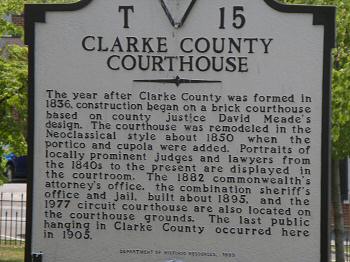 T 15
CLARKE COUNTY
COURTHOUSE
The year after Clarke County was formed in
1836, construction began on a brick courthouse
based on county justice David Meade's
design. The courthouse was remodeled in the
Neoclassical style about 1850 when the
portico and cupola were added. Portraits of
locally prominent judges and lawyers from
the 1840s to the present are displayed in
the courtroom. The 1882 commonwealth's
attorney's office, the combination sheriff's
office and jail, built about 1895, and the
1977 circuit courthouse are also located on
the courthouse grounds. The last public
hanging in Clarke County occurred here
in 1905.
DEPARTMENT OF HISTORIC RESOURCES,